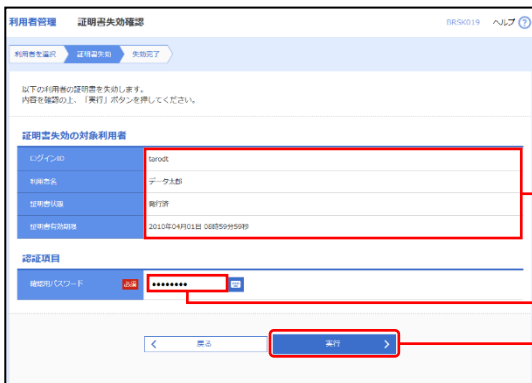 利用者管理 証明書失効確認 BRSK019 ヘルプ ?
利用者を選択 証明書失効 失効完了
以下の利用者の証明書を失効します。
内容を確認の上、「実行」ボタンを押してください。
証明書失効の対象利用者
ログインID tarodt
利用者名 データ太郎
証明書状態 発行済
証明書有効期限 2010年04月01日 08時59分59秒
認証項目
確認用パスワード 必須 ●●●●●●●●
< 戻る 実行 >